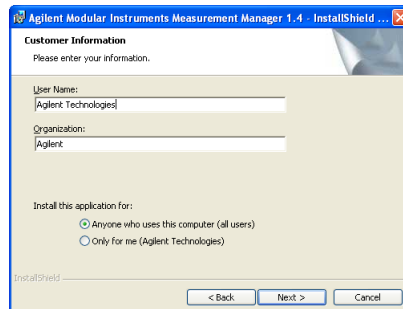 Agilent Modular Instruments Measurement Manager 1.4 - InstallShield ...
Customer Information
Please enter your information.
User Name:
Agilent Technologies
Organization:
Agilent
Install this application for:
Anyone who uses this computer (all users)
Only for me (Agilent Technologies)
InstallShield
< Back Next > Cancel